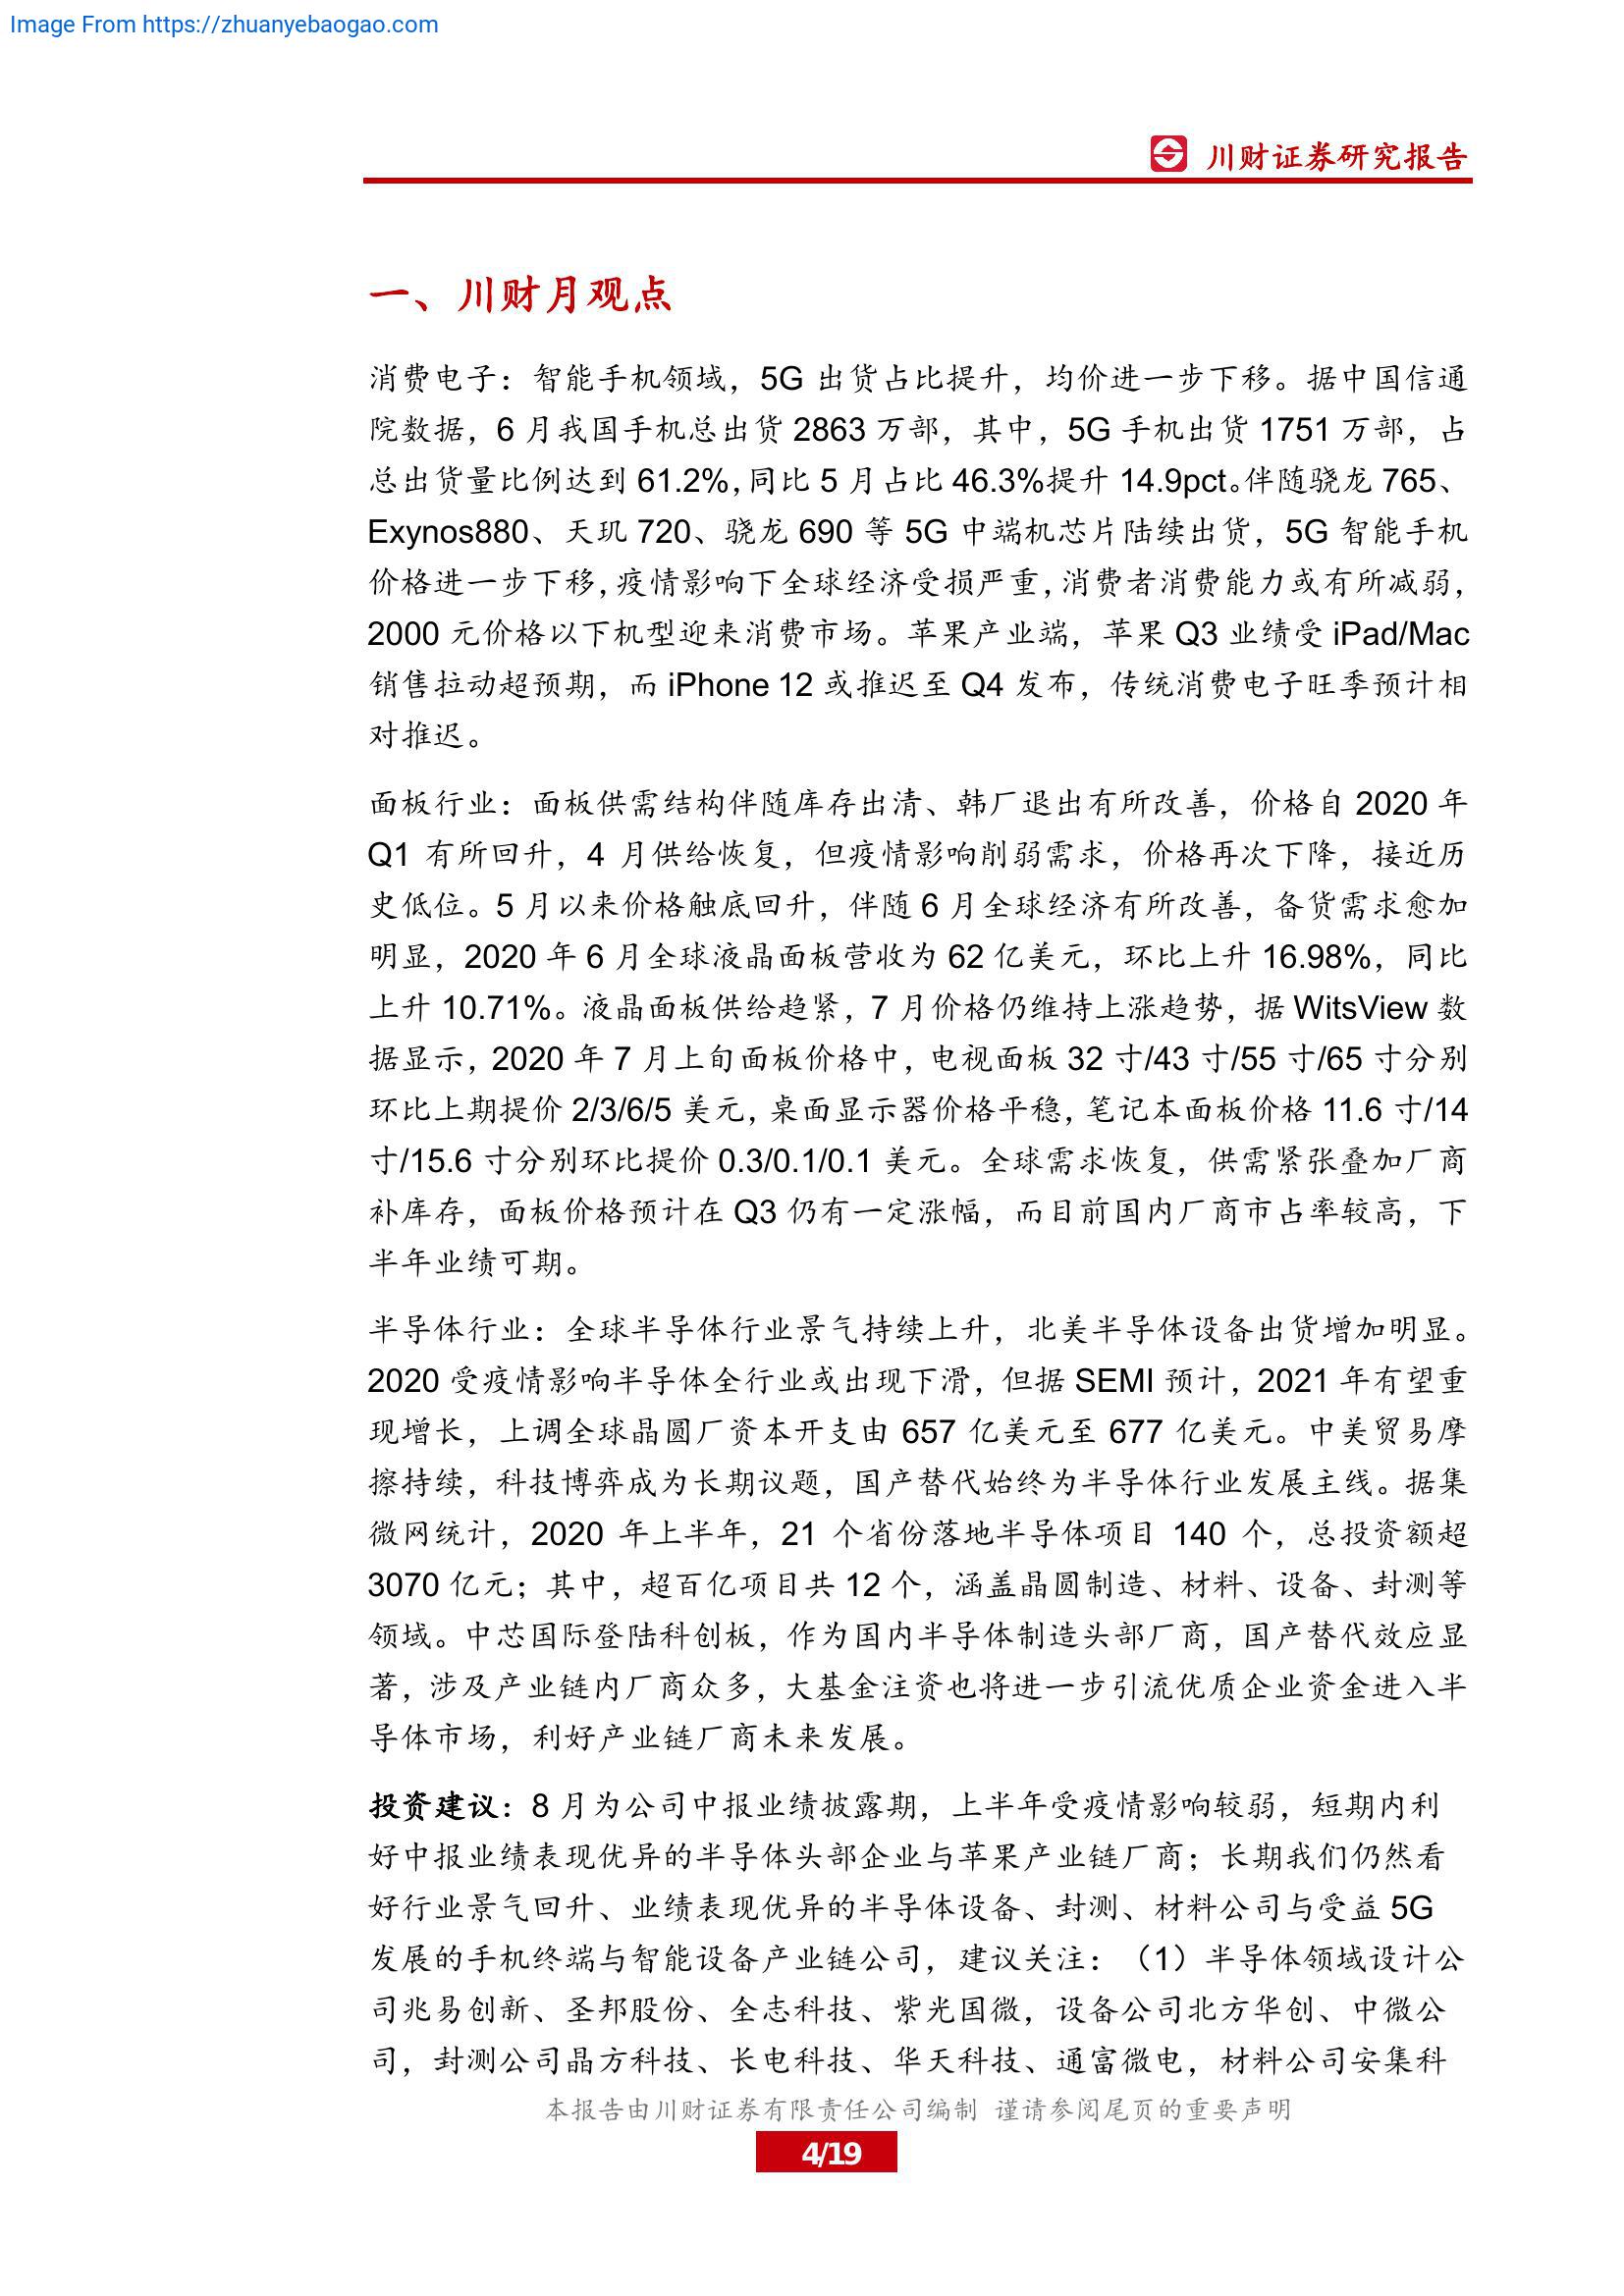 Image From https://zhuanyebaogao.com
川财证券研究报告
一、川财月观点
消费电子：智能手机领域，5G 出货占比提升，均价进一步下移。据中国信通
院数据，6 月我国手机总出货 2863 万部，其中，5G 手机出货 1751 万部，占
总出货量比例达到 61.2%，同比 5 月占比 46.3%提升 14.9pct。伴随骁龙 765、
Exynos880、天玑 720、骁龙 690 等 5G 中端机芯片陆续出货，5G 智能手机
价格进一步下移，疫情影响下全球经济受损严重，消费者消费能力或有所减弱，
2000 元价格以下机型迎来消费市场。苹果产业端，苹果 Q3 业绩受 iPad/Mac
销售拉动超预期，而 iPhone 12 或推迟至 Q4 发布，传统消费电子旺季预计相
对推迟。
面板行业：面板供需结构伴随库存出清、韩厂退出有所改善，价格自 2020 年
Q1 有所回升，4 月供给恢复，但疫情影响削弱需求，价格再次下降，接近历
史低位。5 月以来价格触底回升，伴随 6 月全球经济有所改善，备货需求愈加
明显，2020 年 6 月全球液晶面板营收为 62 亿美元，环比上升 16.98%，同比
上升 10.71%。液晶面板供给趋紧，7 月价格仍维持上涨趋势，据 WitsView 数
据显示，2020 年 7 月上旬面板价格中，电视面板 32 寸/43 寸/55 寸/65 寸分别
环比上期提价 2/3/6/5 美元，桌面显示器价格平稳，笔记本面板价格 11.6 寸/14
寸/15.6 寸分别环比提价 0.3/0.1/0.1 美元。全球需求恢复，供需紧张叠加厂商
补库存，面板价格预计在 Q3 仍有一定涨幅，而目前国内厂商市占率较高，下
半年业绩可期。
半导体行业：全球半导体行业景气持续上升，北美半导体设备出货增加明显。
2020 受疫情影响半导体全行业或出现下滑，但据 SEMI 预计，2021 年有望重
现增长，上调全球晶圆厂资本开支由 657 亿美元至 677 亿美元。中美贸易摩
擦持续，科技博弈成为长期议题，国产替代始终为半导体行业发展主线。据集
微网统计，2020 年上半年，21 个省份落地半导体项目 140 个，总投资额超
3070 亿元；其中，超百亿项目共 12 个，涵盖晶圆制造、材料、设备、封测等
领域。中芯国际登陆科创板，作为国内半导体制造头部厂商，国产替代效应显
著，涉及产业链内厂商众多，大基金注资也将进一步引流优质企业资金进入半
导体市场，利好产业链厂商未来发展。
投资建议：8 月为公司中报业绩披露期，上半年受疫情影响较弱，短期内利
好中报业绩表现优异的半导体头部企业与苹果产业链厂商；长期我们仍然看
好行业景气回升、业绩表现优异的半导体设备、封测、材料公司与受益 5G
发展的手机终端与智能设备产业链公司，建议关注：（1）半导体领域设计公
司兆易创新、圣邦股份、全志科技、紫光国微，设备公司北方华创、中微公
司，封测公司晶方科技、长电科技、华天科技、通富微电，材料公司安集科
本报告由川财证券有限责任公司编制 谨请参阅尾页的重要声明
4/19